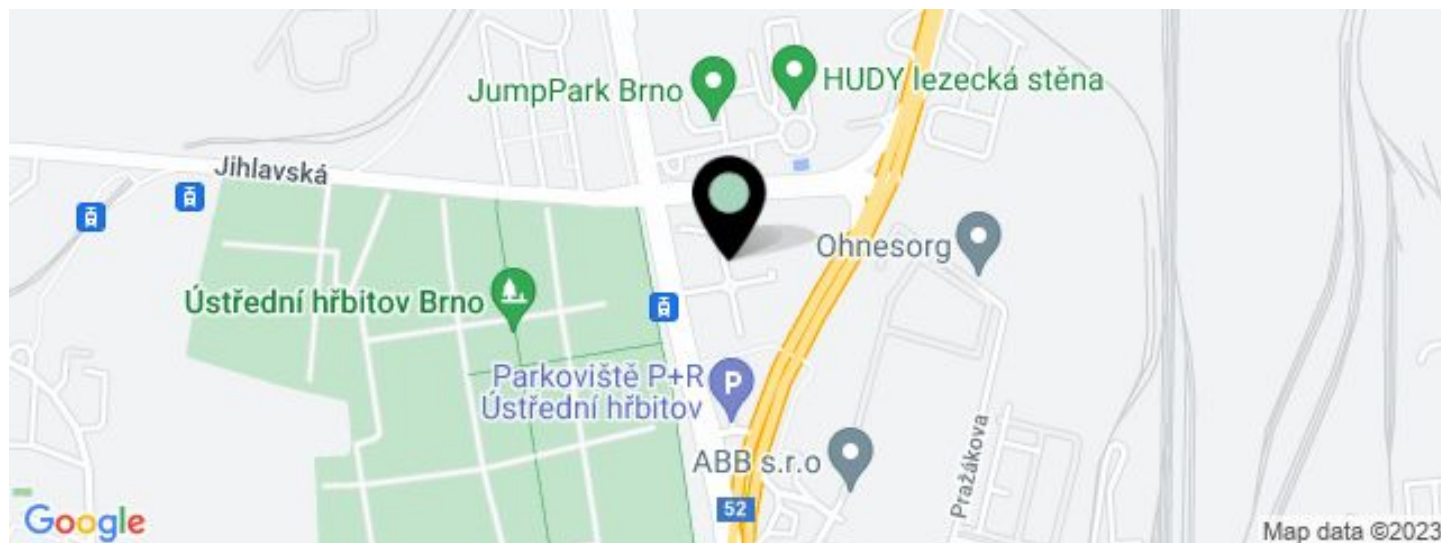 JumpPark Brno
HUDY lezecká stěna
Jihlavská
Ohnesorg
Ústřední hřbitov Brno
Parkoviště P+R
Ústřední hřbitov
P
ABB s.r.o
Pražákova
52
Google
Map data ©2023